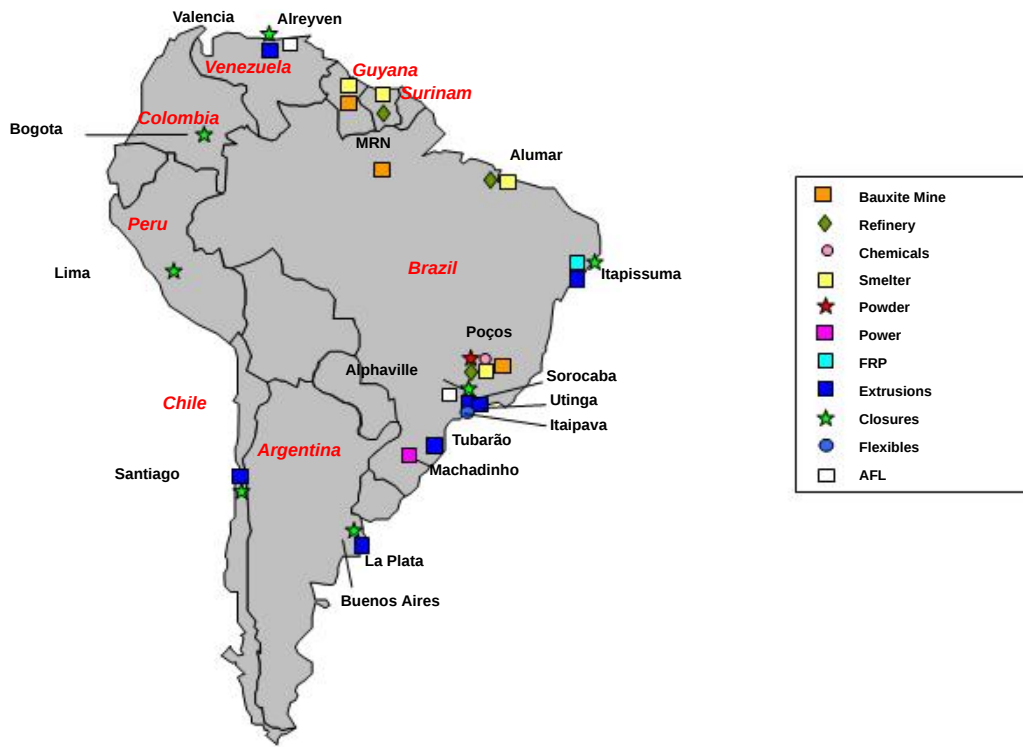 Valencia
Alreyven
Venezuela
Guyana
Surinam
Colombia
Bogota
MRN
Alumar
Peru
Lima
Brazil
Itapissuma
Poços
Alphaville
Sorocaba
Utinga
Itaipava
Chile
Tubarão
Argentina
Machadinho
Santiago
La Plata
Buenos Aires
Bauxite Mine
Refinery
Chemicals
Smelter
Powder
Power
FRP
Extrusions
Closures
Flexibles
AFL